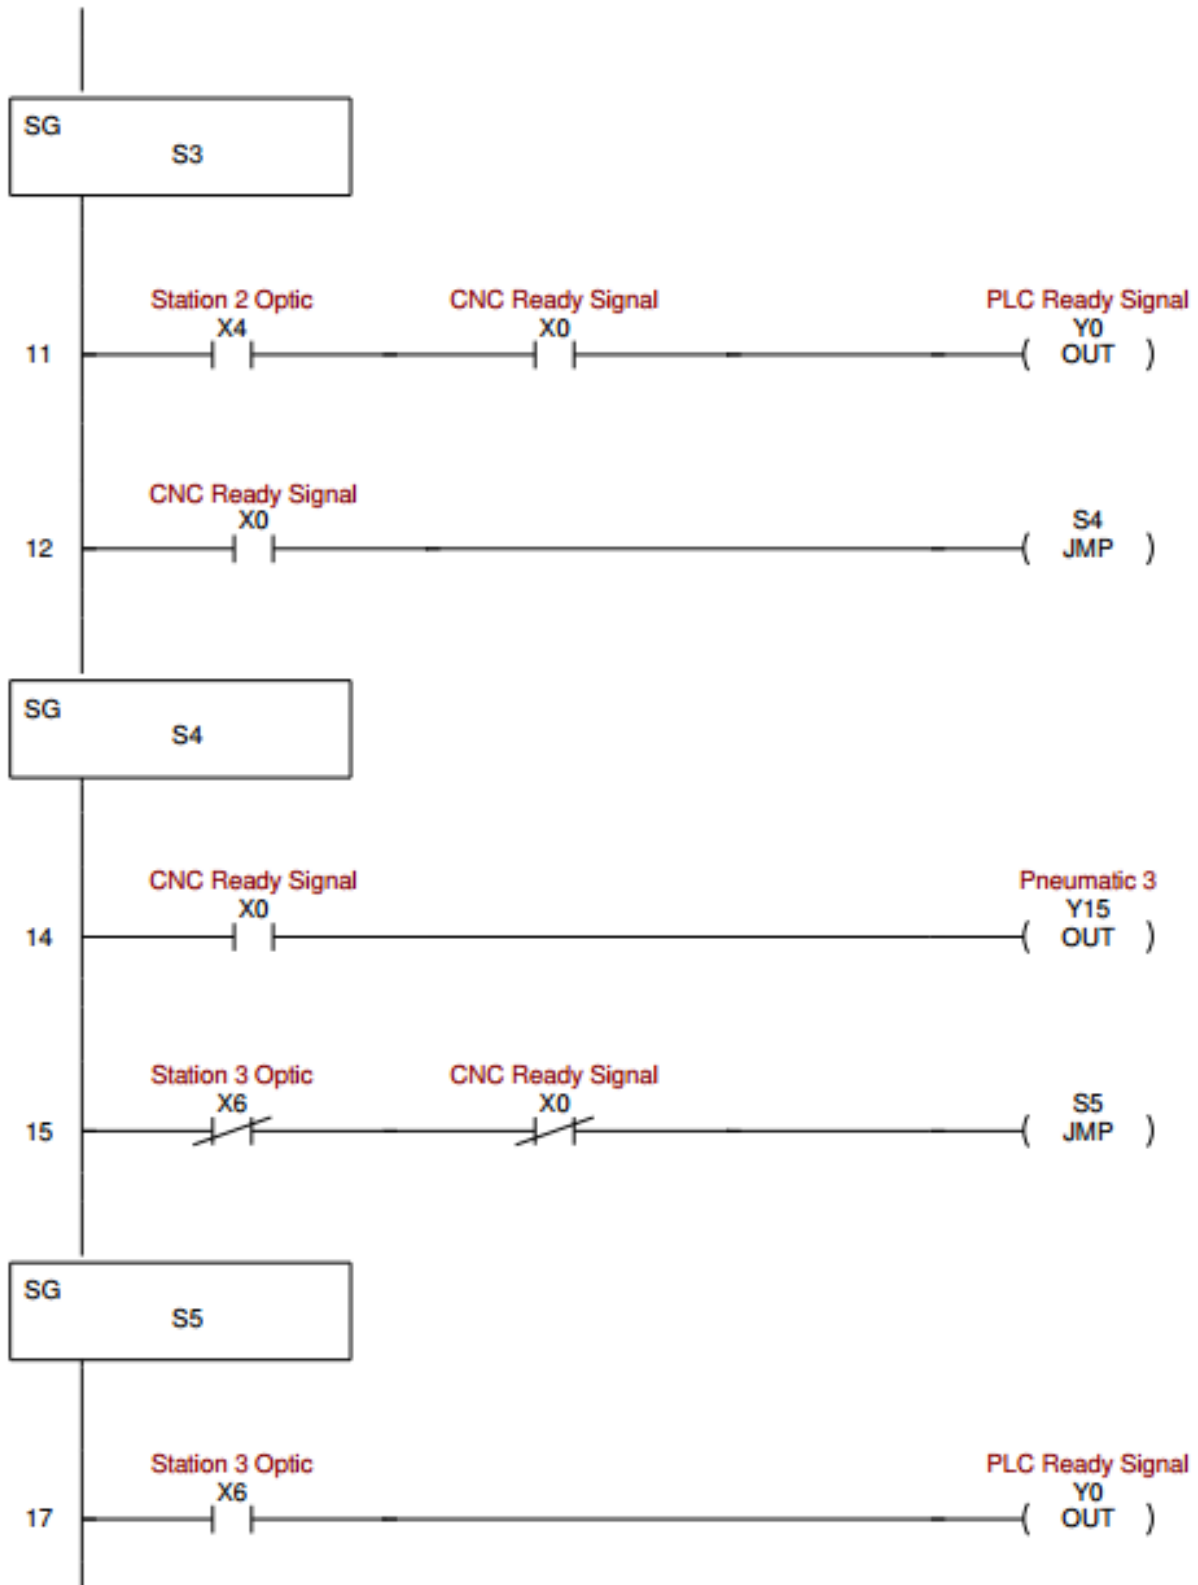 SG
S3
Station 2 Optic CNC Ready Signal PLC Ready Signal
X4 X0 Y0
11 OUT
CNC Ready Signal
X0 S4
12 JMP
SG
S4
CNC Ready Signal Pneumatic 3
X0 Y15
14 OUT
Station 3 Optic CNC Ready Signal
X6 X0 S5
15 JMP
SG
S5
Station 3 Optic PLC Ready Signal
X6 Y0
17 OUT